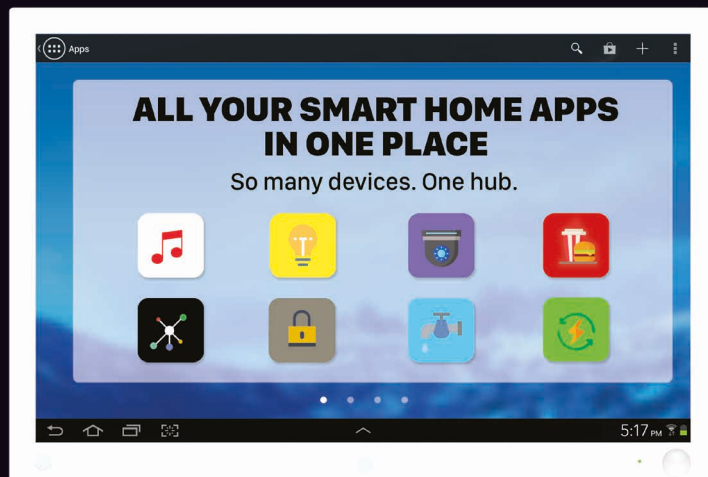 Apps
ALL YOUR SMART HOME APPS
IN ONE PLACE
So many devices. One hub.
5:17 PM